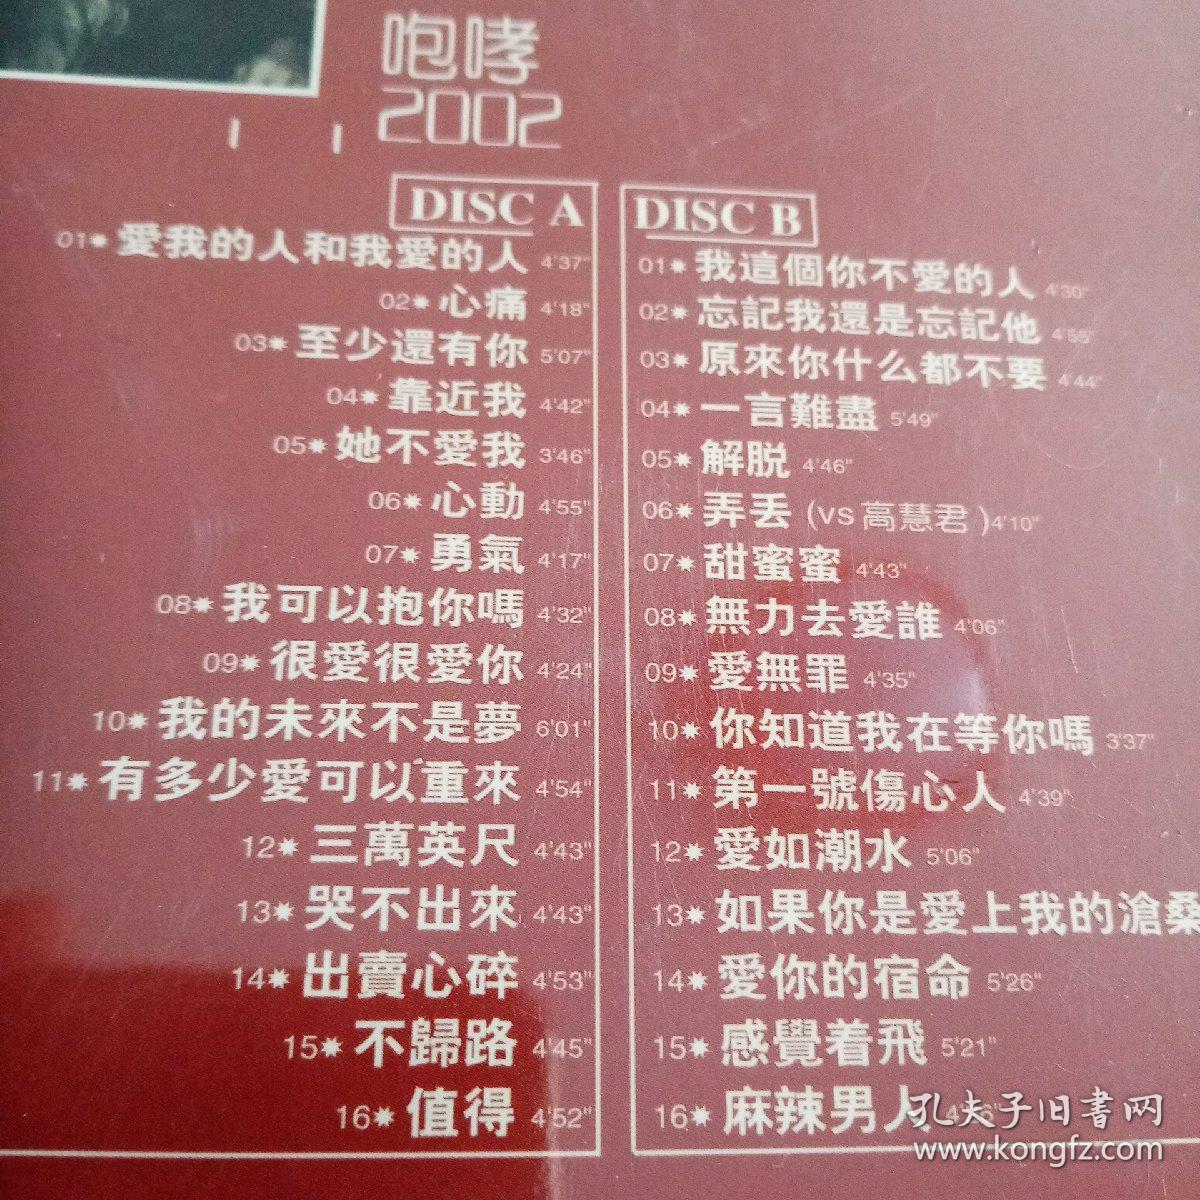 咆哮
2002
DISC A
01 愛我的人和我愛的人 4'37"
02 心痛 4'18"
03 至少還有你 5'07"
04 靠近我 4'42"
05 她不愛我 3'46"
06 心動 4'55"
07 勇氣 4'17"
08 我可以抱你嗎 4'32"
09 很愛很愛你 4'24"
10 我的未來不是夢 6'01"
11 有多少愛可以重來 4'54"
12 三萬英尺 4'43"
13 哭不出來 4'43"
14 出賣心碎 4'53"
15 不歸路 4'45"
16 值得 4'52"
DISC B
01 我這個你不愛的人 4'30"
02 忘記我還是忘記他 4'55"
03 原來你什么都不要 4'44"
04 一言難盡 5'49"
05 解脱 4'46"
06 弄丟 (vs 高慧君) 4'10"
07 甜蜜蜜 4'43"
08 無力去愛誰 4'06"
09 愛無罪 4'35"
10 你知道我在等你嗎 3'37"
11 第一號傷心人 4'39"
12 愛如潮水 5'06"
13 如果你是愛上我的滄桑
14 愛你的宿命 5'26"
15 感覺着飛 5'21"
16 麻辣男人
孔夫子旧書网
www.kongfz.com